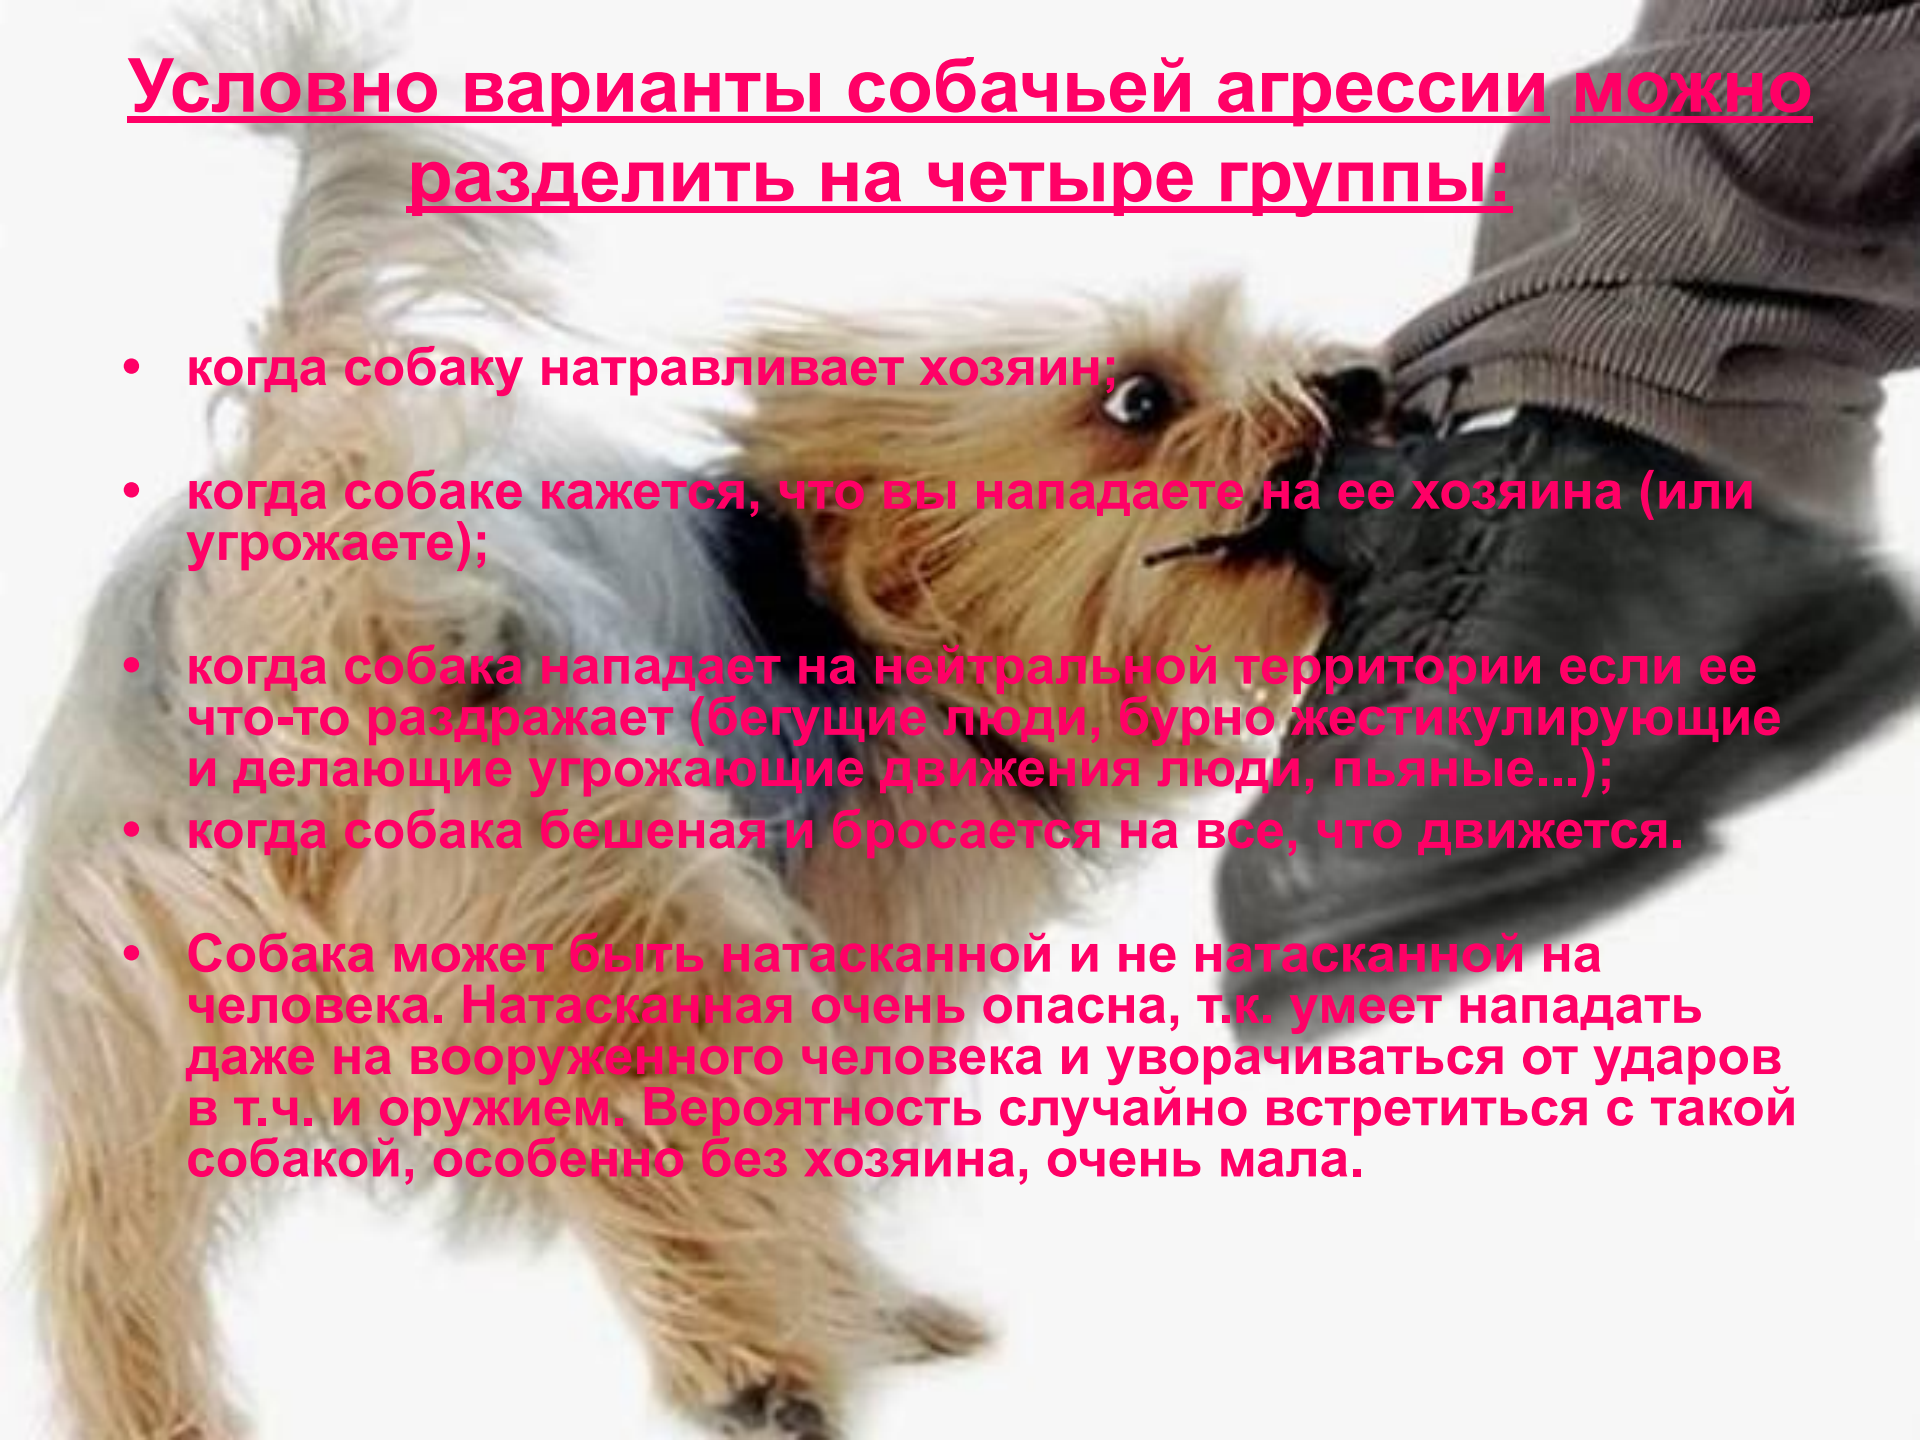 Условно варианты собачьей агрессии можно
разделить на четыре группы:
• когда собаку натравливает хозяин;
• когда собаке кажется, что вы нападаете на ее хозяина (или
угрожаете);
• когда собака нападает на нейтральной территории если ее
что-то раздражает (бегущие люди, бурно жестикулирующие
и делающие угрожающие движения люди, пьяные...);
• когда собака бешеная и бросается на все, что движется.
• Собака может быть натасканной и не натасканной на
человека. Натасканная очень опасна, т.к. умеет нападать
даже на вооруженного человека и уворачиваться от ударов
в т.ч. и оружием. Вероятность случайно встретиться с такой
собакой, особенно без хозяина, очень мала.